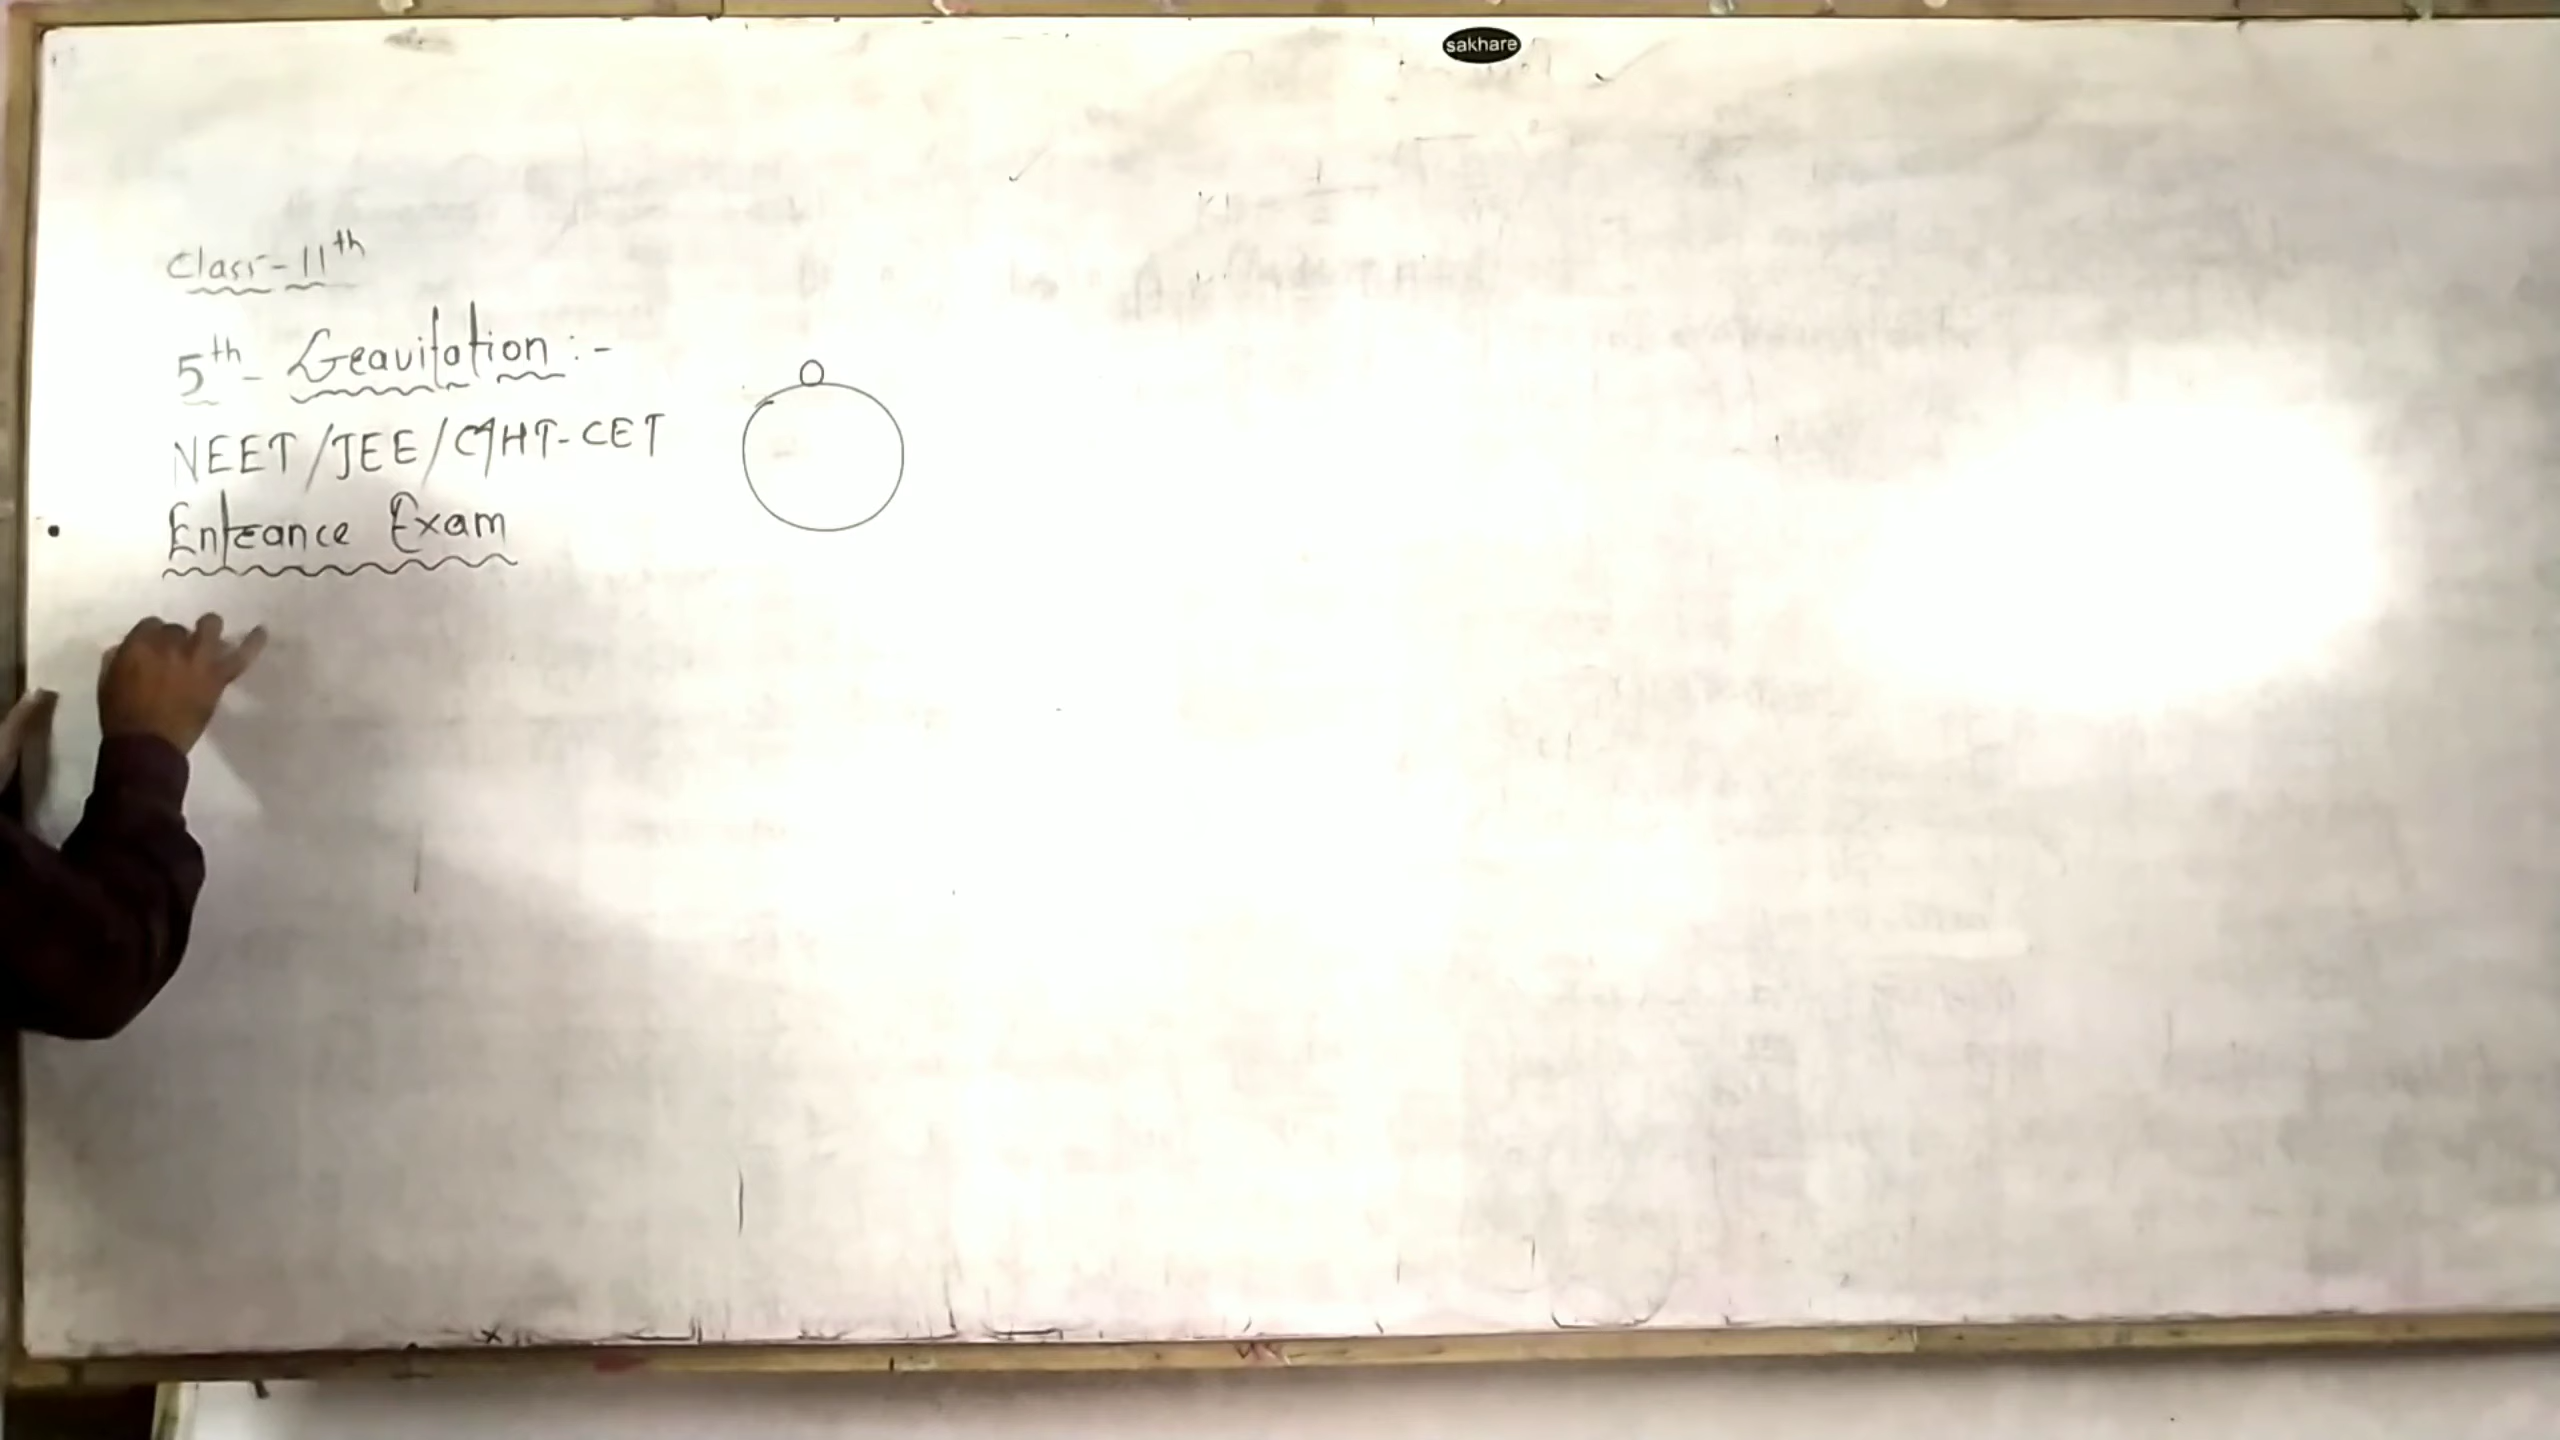 sakhare
Class-11th
5th- Gravitation :-
NEET/JEE/MHT-CET
Entrance Exam